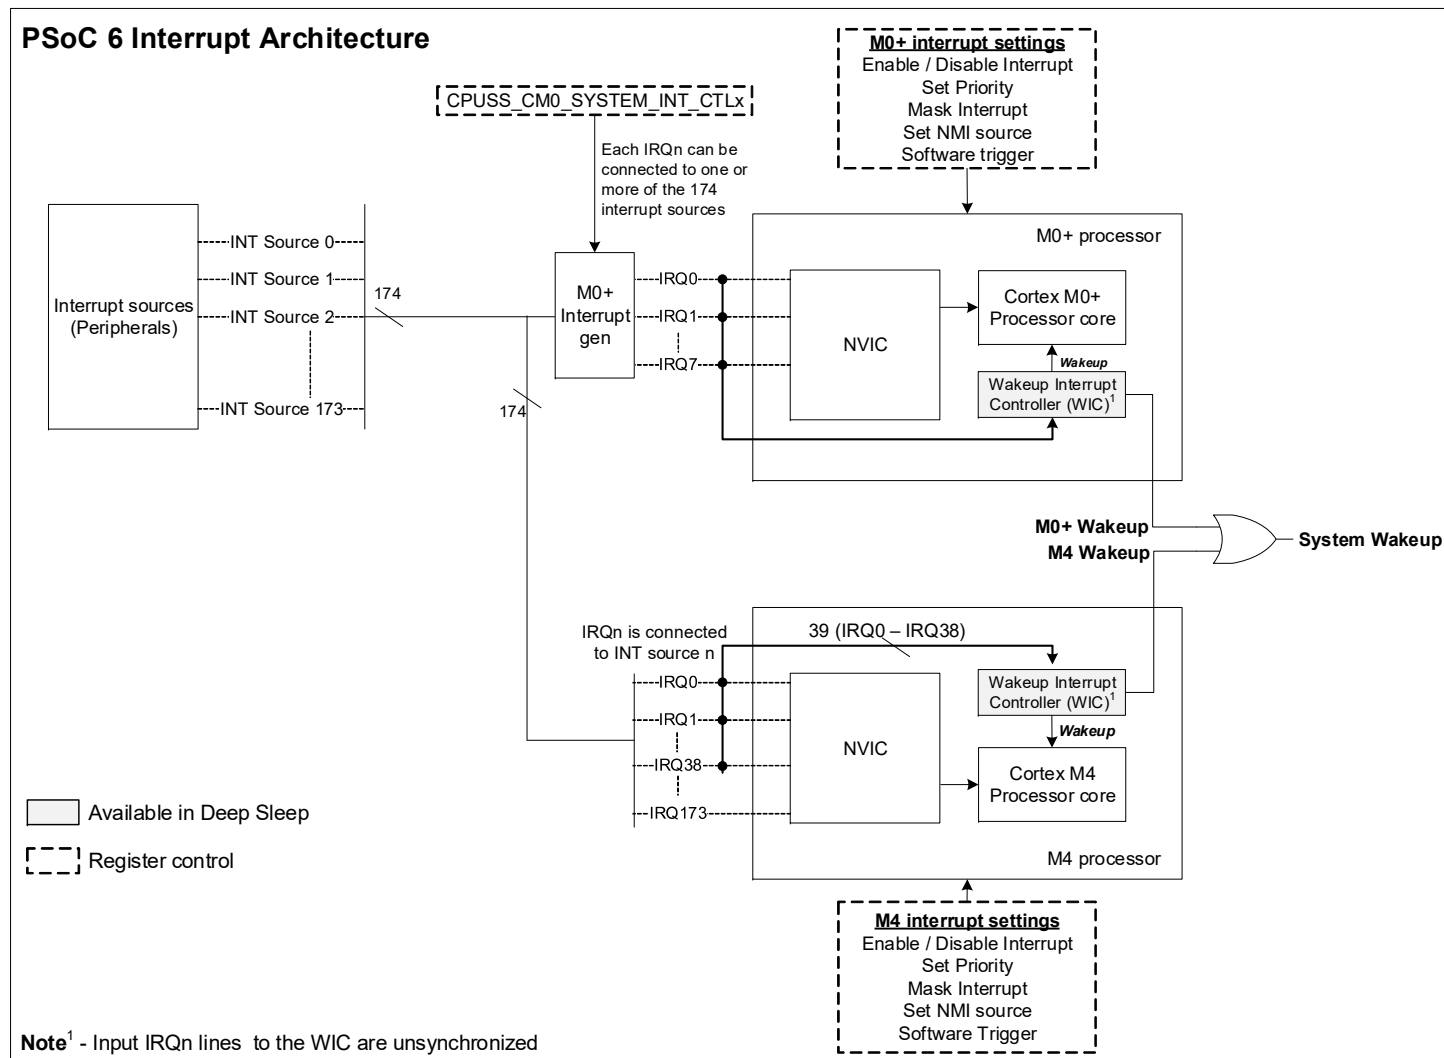 PSoC 6 Interrupt Architecture
M0+ interrupt settings
Enable / Disable Interrupt
Set Priority
Mask Interrupt
Set NMI source
Software trigger
CPUSS_CM0_SYSTEM_INT_CTLx
Each IRQn can be
connected to one or
more of the 174
interrupt sources
Interrupt sources
(Peripherals)
INT Source 0
INT Source 1
INT Source 2
INT Source 173
174
174
M0+
Interrupt
gen
IRQ0
IRQ1
IRQ7
M0+ processor
NVIC
Cortex M0+
Processor core
Wakeup
Wakeup Interrupt
Controller (WIC)1
M0+ Wakeup
M4 Wakeup
System Wakeup
IRQn is connected
to INT source n
39 (IRQ0 – IRQ38)
IRQ0
IRQ1
IRQ38
IRQ173
NVIC
Wakeup Interrupt
Controller (WIC)1
Wakeup
Cortex M4
Processor core
M4 processor
Available in Deep Sleep
Register control
M4 interrupt settings
Enable / Disable Interrupt
Set Priority
Mask Interrupt
Set NMI source
Software Trigger
Note1 - Input IRQn lines to the WIC are unsynchronized